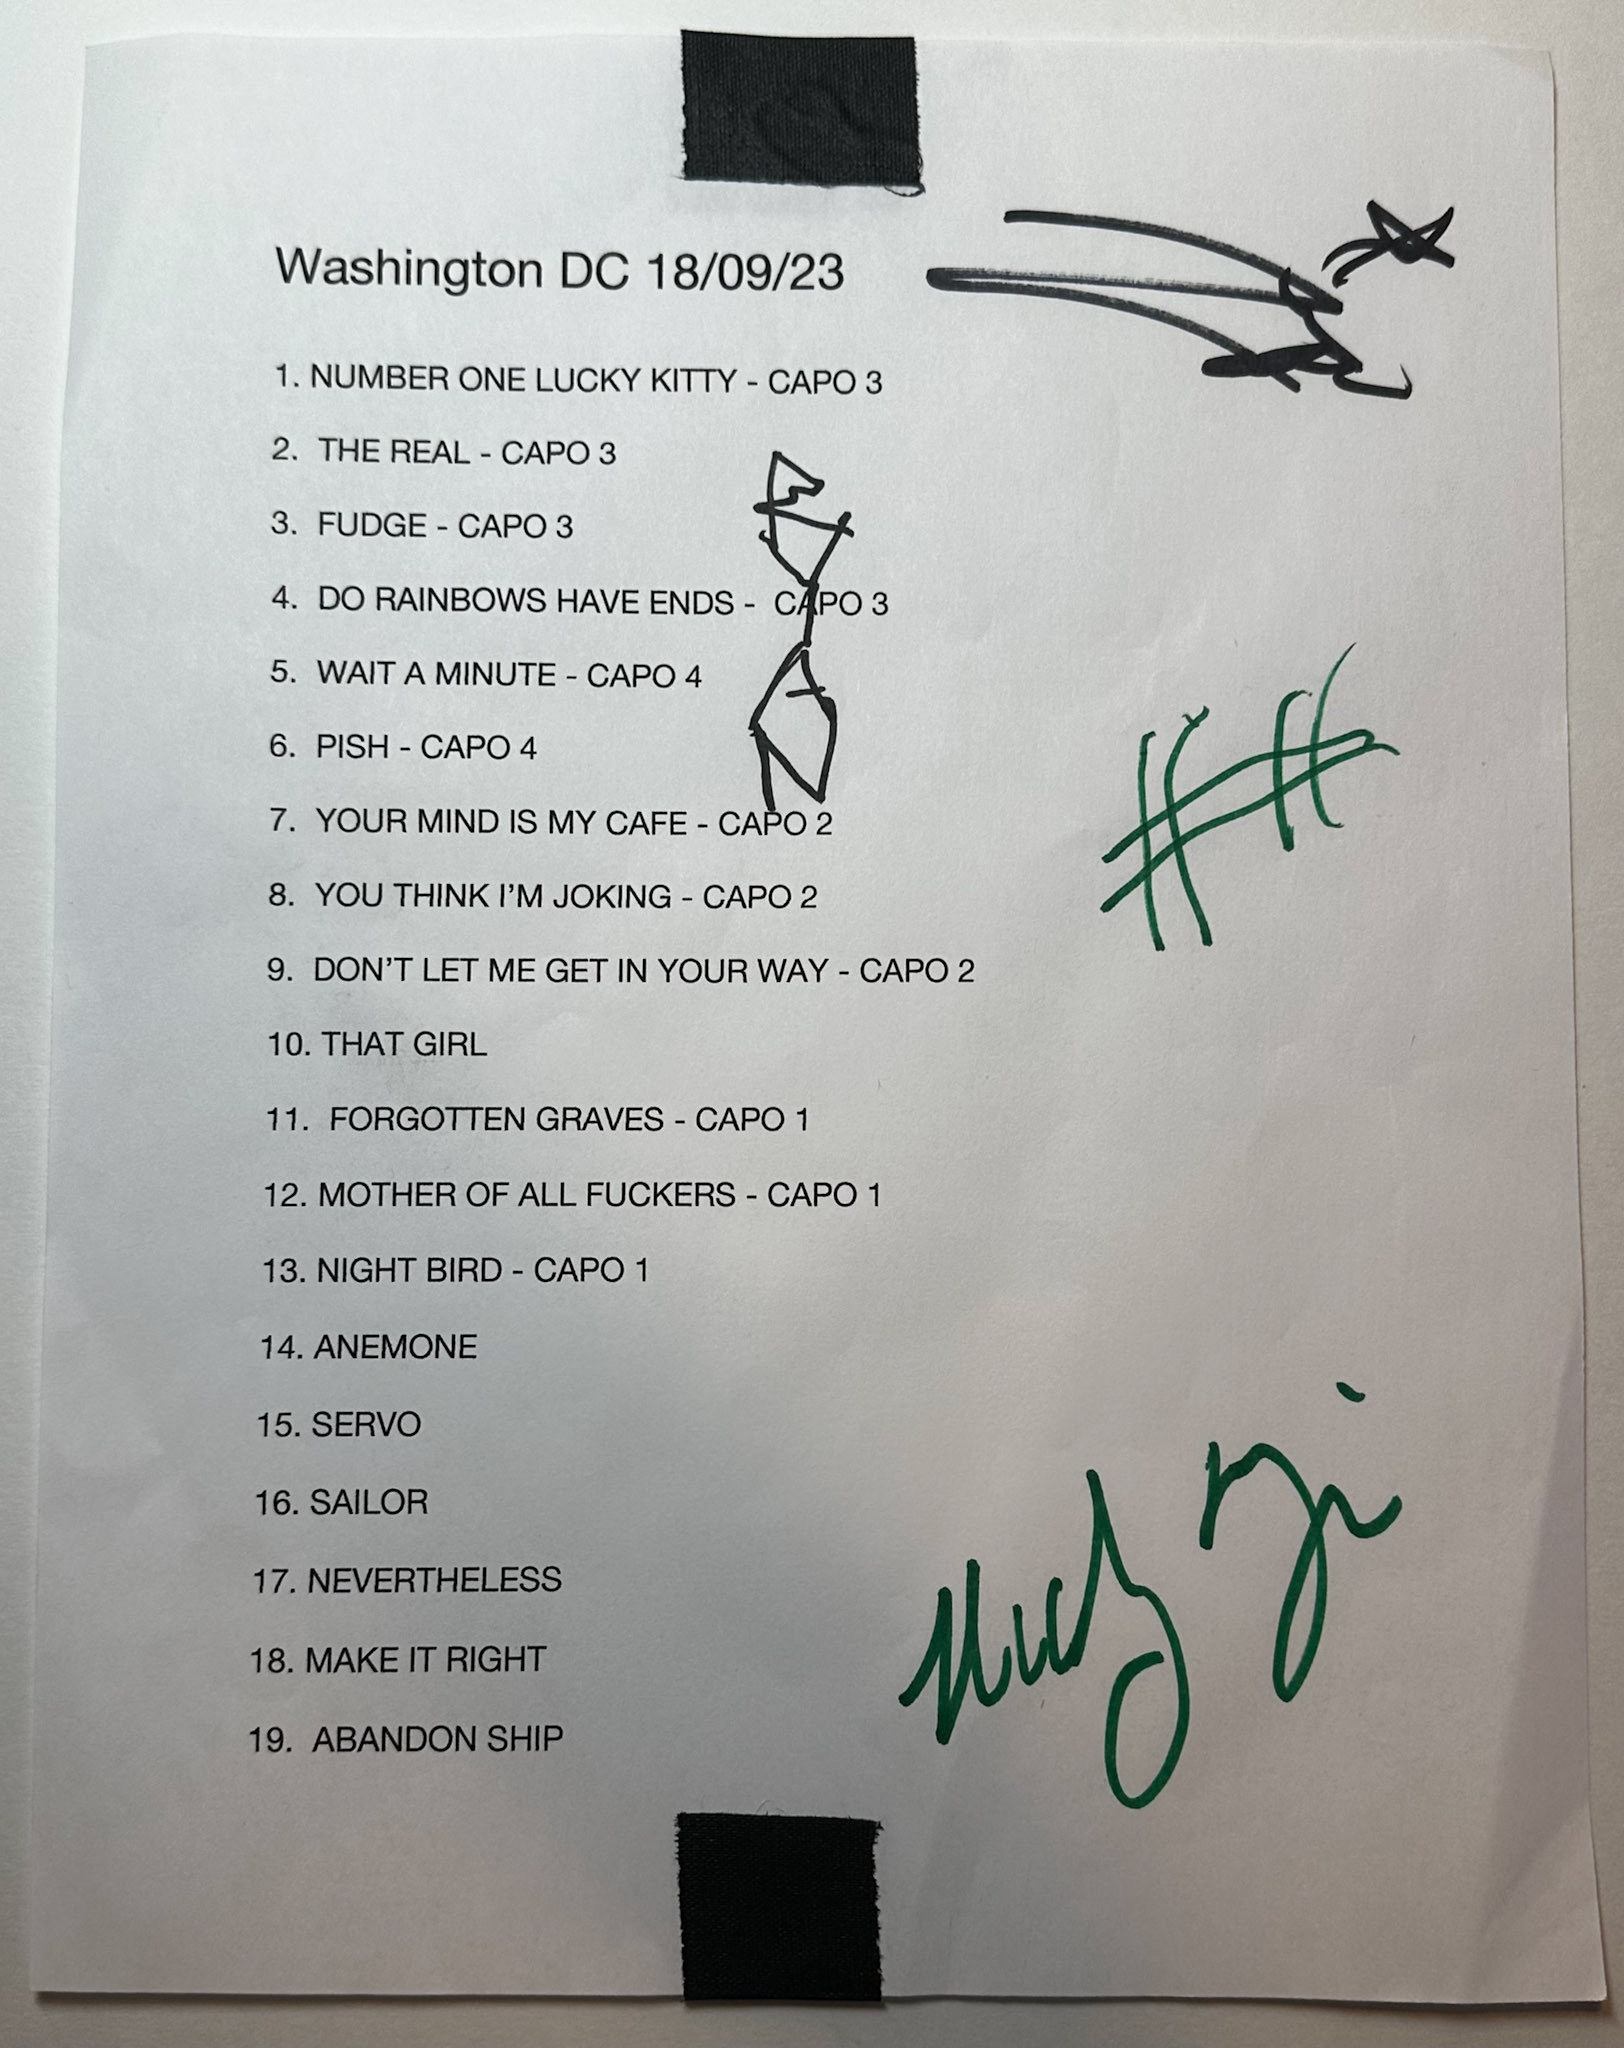 Washington DC 18/09/23
1. NUMBER ONE LUCKY KITTY - CAPO 3
2. THE REAL - CAPO 3
3. FUDGE - CAPO 3
4. DO RAINBOWS HAVE ENDS - CAPO 3
5. WAIT A MINUTE - CAPO 4
6. PISH - CAPO 4
7. YOUR MIND IS MY CAFE - CAPO 2
8. YOU THINK I’M JOKING - CAPO 2
9. DON’T LET ME GET IN YOUR WAY - CAPO 2
10. THAT GIRL
11. FORGOTTEN GRAVES - CAPO 1
12. MOTHER OF ALL FUCKERS - CAPO 1
13. NIGHT BIRD - CAPO 1
14. ANEMONE
15. SERVO
16. SAILOR
17. NEVERTHELESS
18. MAKE IT RIGHT
19. ABANDON SHIP